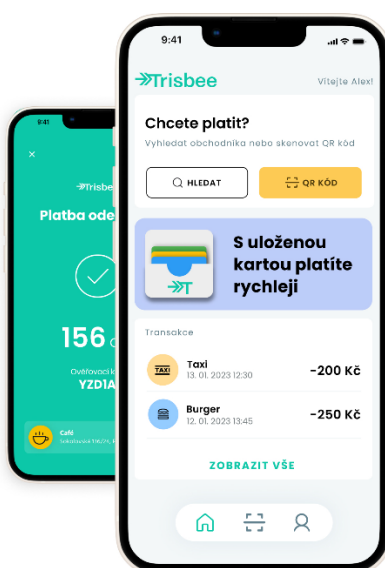 9:41
Trisbee
Vítejte Alex!
Chcete platit?
Vyhledat obchodníka nebo skenovat QR kód
HLEDAT
QR KÓD
S uloženou
kartou platíte
rychleji
Transakce
TAXI
Taxi
13. 01. 2023 12:30
-200 Kč
Burger
12. 01. 2023 13:45
-250 Kč
ZOBRAZIT VŠE
9:41
Trisbee
Platba
156
Ověřovací
Café